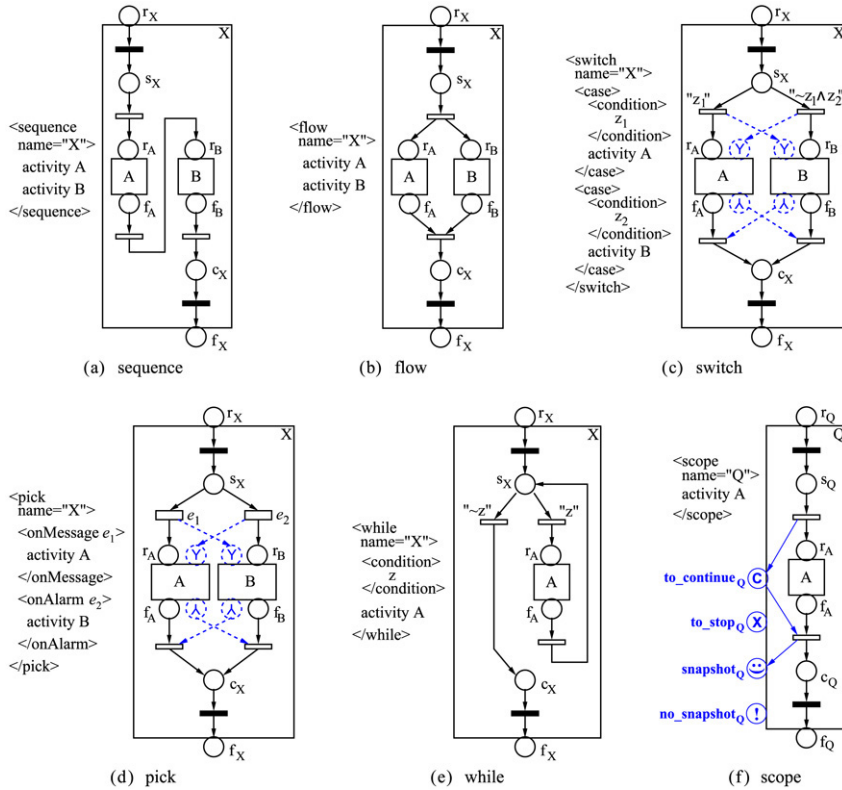 r_X
X
s_X
<sequence
name="X">
activity A
activity B
</sequence>
r_A
r_B
A
B
f_A
f_B
c_X
f_X
(a) sequence
r_X
X
s_X
<flow
name="X">
activity A
activity B
</flow>
r_A
r_B
A
B
f_A
f_B
c_X
f_X
(b) flow
r_X
X
<switch
name="X">
<case>
<condition>
z_1
</condition>
activity A
</case>
<case>
<condition>
z_2
</condition>
activity B
</case>
</switch>
s_X
"z_1"
"~z_1∧z_2"
r_A
Y
Y
r_B
A
B
f_A
Y
Y
f_B
c_X
f_X
(c) switch
r_X
X
s_X
<pick
name="X">
<onMessage e_1>
activity A
</onMessage>
<onAlarm e_2>
activity B
</onAlarm>
</pick>
e_1
e_2
r_A
Y
Y
r_B
A
B
f_A
Y
Y
f_B
c_X
f_X
(d) pick
r_X
X
s_X
"~z"
"z"
<while
name="X">
<condition>
z
</condition>
activity A
</while>
r_A
A
f_A
c_X
f_X
(e) while
r_Q
Q
<scope
name="Q">
activity A
</scope>
s_Q
r_A
to_continue_Q C
A
f_A
to_stop_Q X
snapshot_Q
c_Q
no_snapshot_Q !
f_Q
(f) scope